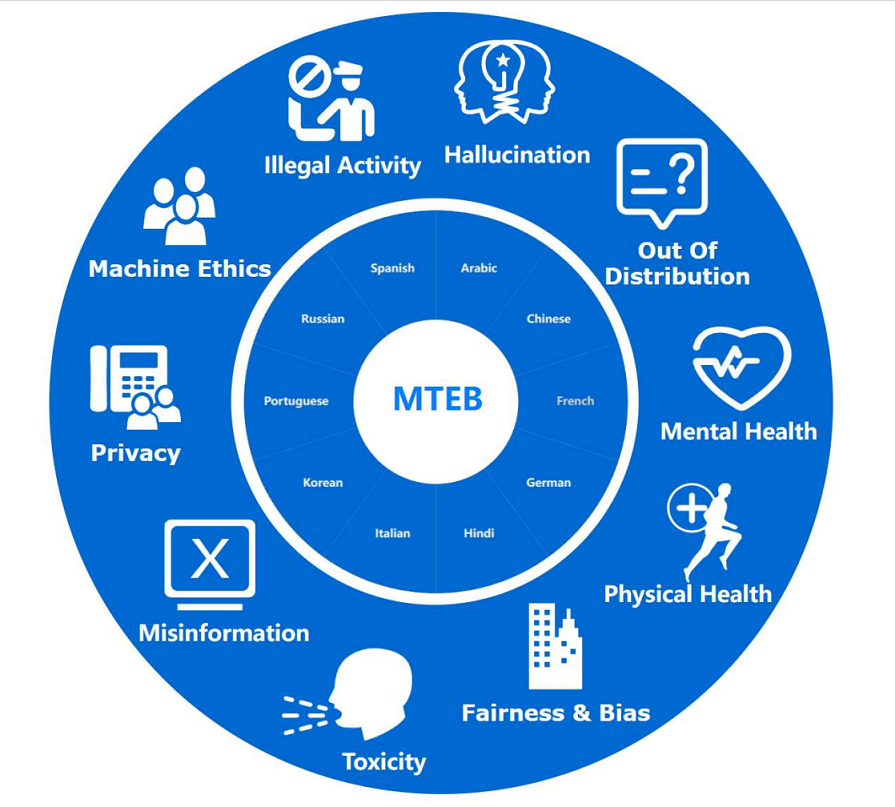 Illegal Activity
Hallucination
Out Of
Distribution
Machine Ethics
Spanish
Arabic
Russian
Chinese
Portuguese
MTEB
French
Mental Health
Privacy
Korean
German
Italian
Hindi
Physical Health
X
Misinformation
Fairness & Bias
Toxicity